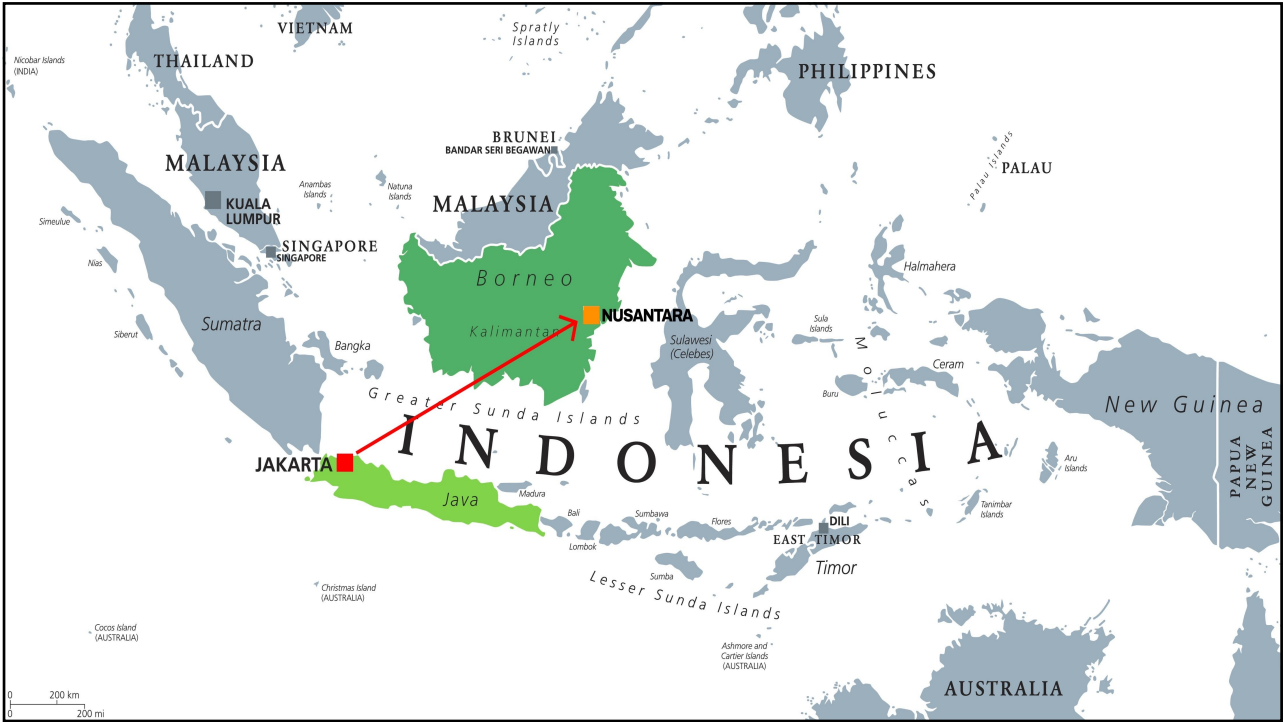 VIETNAM
Spratly
Islands
Nicobar Islands
(INDIA)
THAILAND
PHILIPPINES
BRUNEI
BANDAR SERI BEGAWAN
MALAYSIA
Palau Islands
PALAU
Anambas
Islands
Natuna
Islands
MALAYSIA
KUALA
LUMPUR
Simeulue
SINGAPORE
SINGAPORE
Nias
Halmahera
Borneo
NUSANTARA
Sumatra
Siberut
Kalimantan
Sula
Islands
Bangka
Sulawesi
(Celebes)
Moluccas
Ceram
Buru
Greater Sunda Islands
New Guinea
INDONESIA
PAPUA
NEW
GUINEA
JAKARTA
Aru
Islands
Java
Madura
Tanimbar
Islands
Bali
Sumbawa
Flores
DILI
Lombok
EAST TIMOR
Timor
Sumba
Lesser Sunda Islands
Christmas Island
(AUSTRALIA)
Cocos Island
(AUSTRALIA)
Ashmore and
Cartier Islands
(AUSTRALIA)
AUSTRALIA
0 200 km
0 200 mi